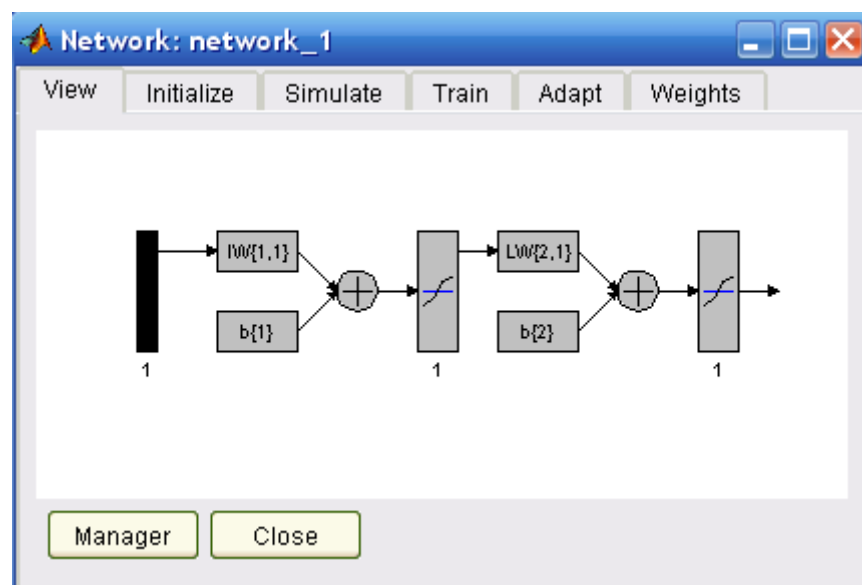 Network: network_1
View Initialize Simulate Train Adapt Weights
IW{1,1} LW{2,1}
b{1} b{2}
1 1 1
Manager Close